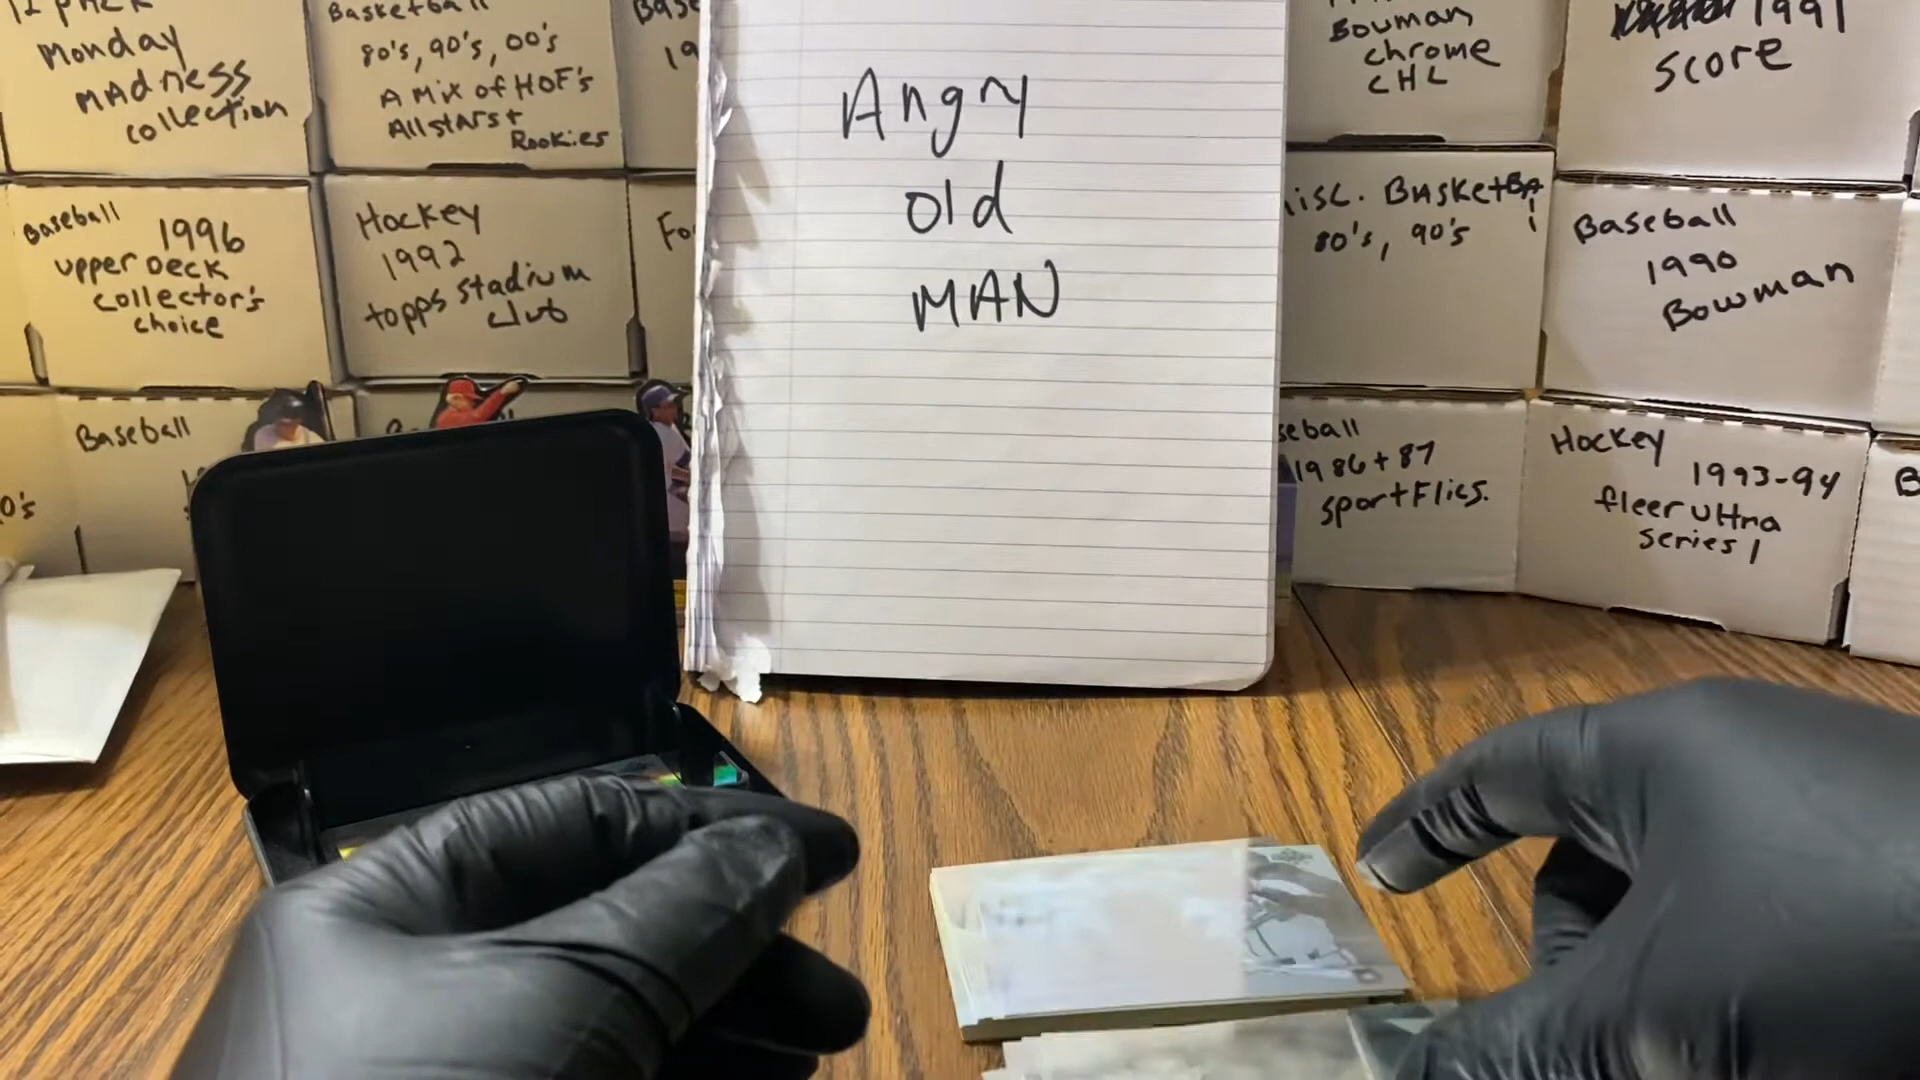 Monday
MAdness
collection
Basketball
80's, 90's, 00's
A Mix of HOF's
Allstars +
Rookies
Bowman
chrome
CHL
1991
score
Angry
old
MAN
Baseball
1996
upper Deck
collector's
choice
Hockey
1992
topps stadium
club
80's, 90's
Baseball
1990
Bowman
Baseball
1986 + 87
sportflics.
Hockey
1993-94
fleer ultra
series 1